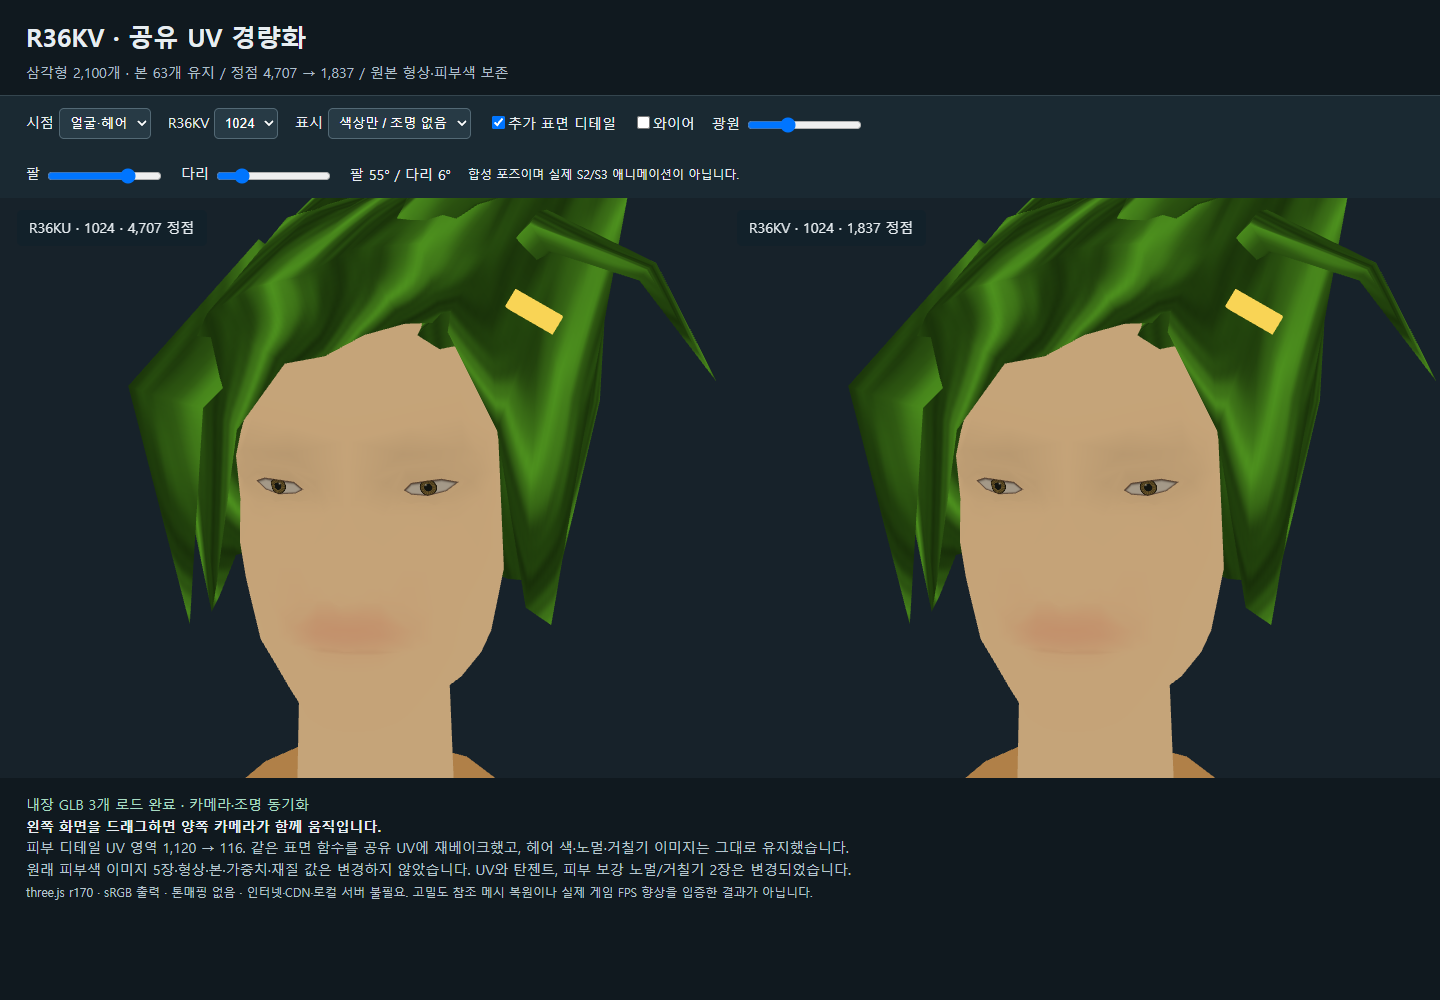 R36KV · 공유 UV 경량화
삼각형 2,100개 · 본 63개 유지 / 정점 4,707 → 1,837 / 원본 형상·피부색 보존
시점 얼굴·헤어 R36KV 1024 표시 색상만 / 조명 없음 추가 표면 디테일 와이어 광원
팔 다리 팔 55° / 다리 6° 합성 포즈이며 실제 S2/S3 애니메이션이 아닙니다.
R36KU · 1024 · 4,707 정점
R36KV · 1024 · 1,837 정점
내장 GLB 3개 로드 완료 · 카메라·조명 동기화
왼쪽 화면을 드래그하면 양쪽 카메라가 함께 움직입니다.
피부 디테일 UV 영역 1,120 → 116. 같은 표면 함수를 공유 UV에 재베이크했고, 헤어 색·노멀·거칠기 이미지는 그대로 유지했습니다.
원래 피부색 이미지 5장·형상·본·가중치·재질 값은 변경하지 않았습니다. UV와 탄젠트, 피부 보강 노멀/거칠기 2장은 변경되었습니다.
three.js r170 · sRGB 출력 · 톤매핑 없음 · 인터넷·CDN·로컬 서버 불필요. 고밀도 참조 메시 복원이나 실제 게임 FPS 향상을 입증한 결과가 아닙니다.